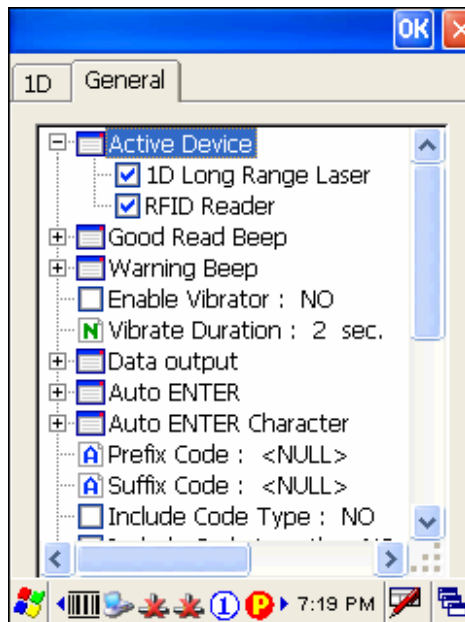 OK
1D
General
Active Device
1D Long Range Laser
RFID Reader
Good Read Beep
Warning Beep
Enable Vibrator : NO
N Vibrate Duration : 2 sec.
Data output
Auto ENTER
Auto ENTER Character
A Prefix Code : <NULL>
A Suffix Code : <NULL>
Include Code Type : NO
1 P 7:19 PM